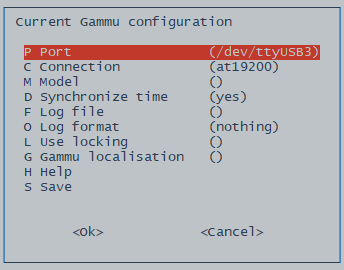 Current Gammu configuration
P Port (/dev/ttyUSB3)
C Connection (at19200)
M Model ()
D Synchronize time (yes)
F Log file ()
O Log format (nothing)
L Use locking ()
G Gammu localisation ()
H Help
S Save
<Ok> <Cancel>